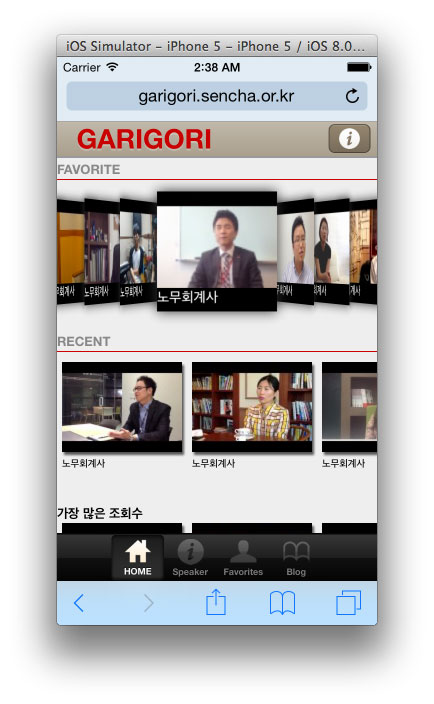 iOS Simulator – iPhone 5 – iPhone 5 / iOS 8.0...
Carrier 2:38 AM
garigori.sencha.or.kr
GARIGORI
FAVORITE
노무회계사 노무회계사 노무회계사 노무회계사
RECENT
노무회계사 노무회계사 노무회계사
가장 많은 조회수
HOME Speaker Favorites Blog